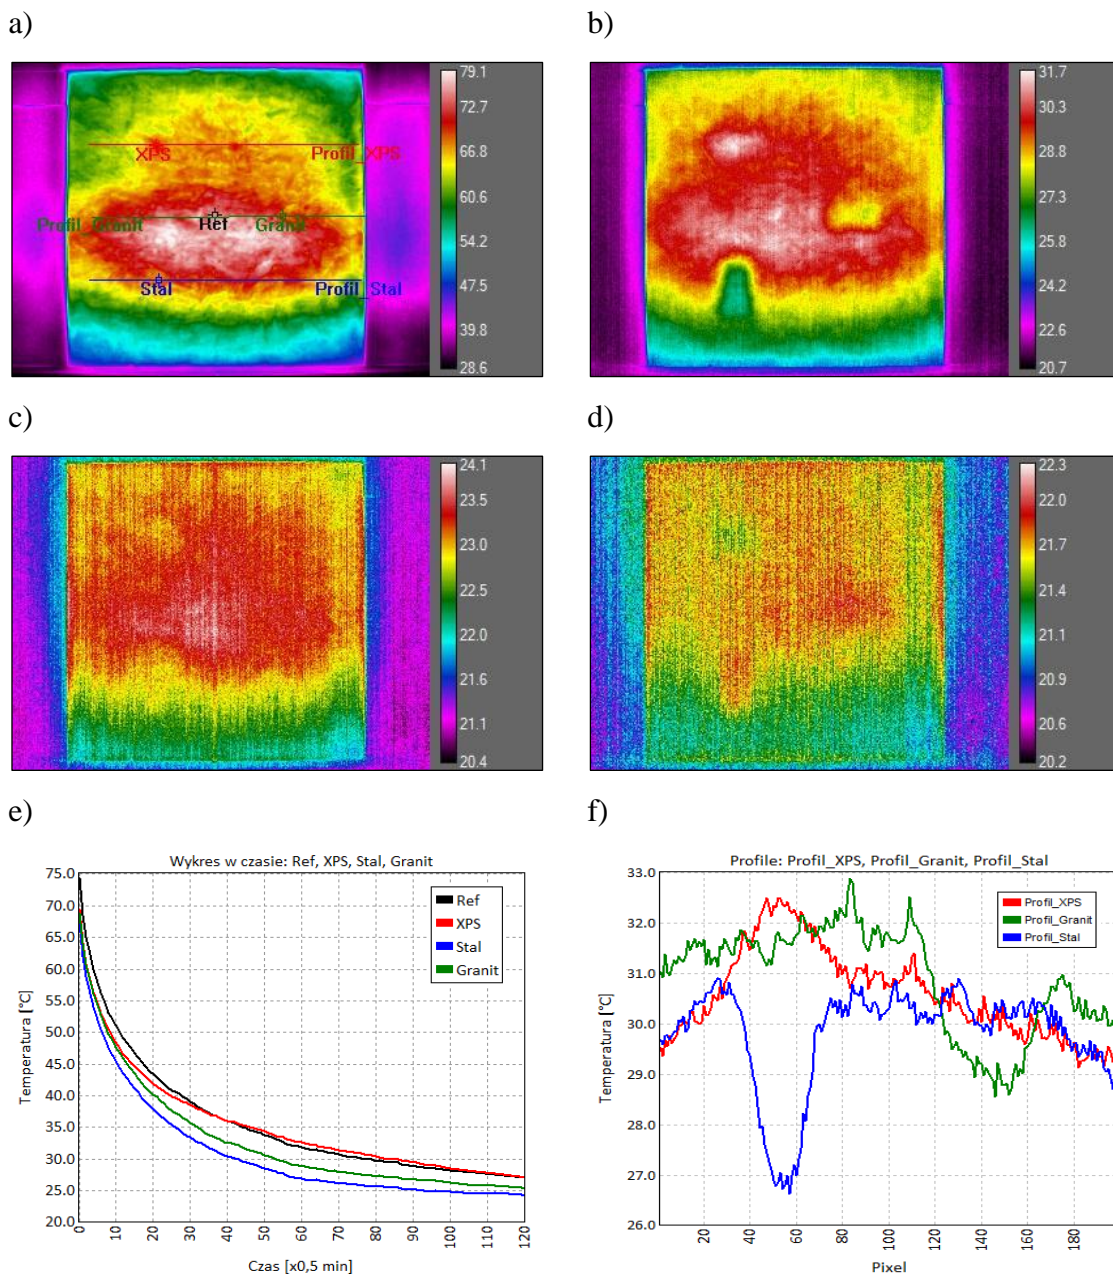 a)
b)
79.1
72.7
66.8
60.6
54.2
47.5
39.8
28.6
XPS
Profil_XPS
Profil_Granit
Ref
Granit
Stal
Profil_Stal
31.7
30.3
28.8
27.3
25.8
24.2
22.6
20.7
c)
d)
24.1
23.5
23.0
22.5
22.0
21.6
21.1
20.4
22.3
22.0
21.7
21.4
21.1
20.9
20.6
20.2
e)
f)
Wykres w czasie: Ref, XPS, Stal, Granit
75.0
70.0
65.0
60.0
55.0
50.0
45.0
40.0
35.0
30.0
25.0
20.0
Temperatura [°C]
Ref
XPS
Stal
Granit
0
10
20
30
40
50
60
70
80
90
100
110
120
Czas [x0,5 min]
Profile: Profil_XPS, Profil_Granit, Profil_Stal
33.0
32.0
31.0
30.0
29.0
28.0
27.0
26.0
Temperatura [°C]
Profil_XPS
Profil_Granit
Profil_Stal
20
40
60
80
100
120
140
160
180
Pixel